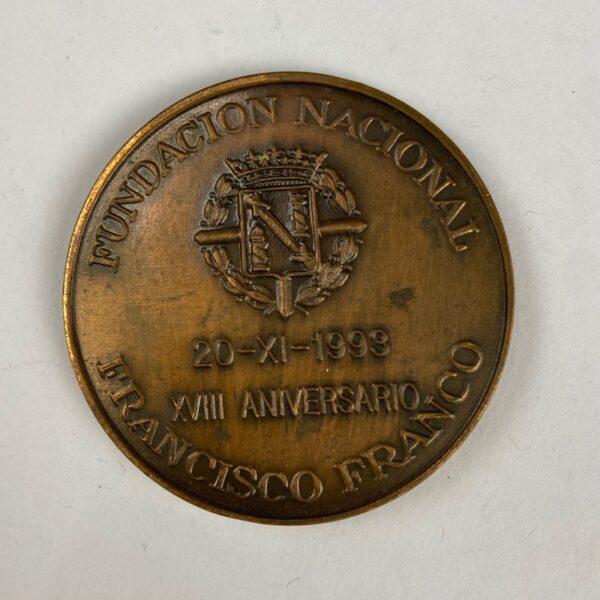 FUNDACION NACIONAL
20-XI-1993
XVIII ANIVERSARIO
FRANCISCO FRANCO